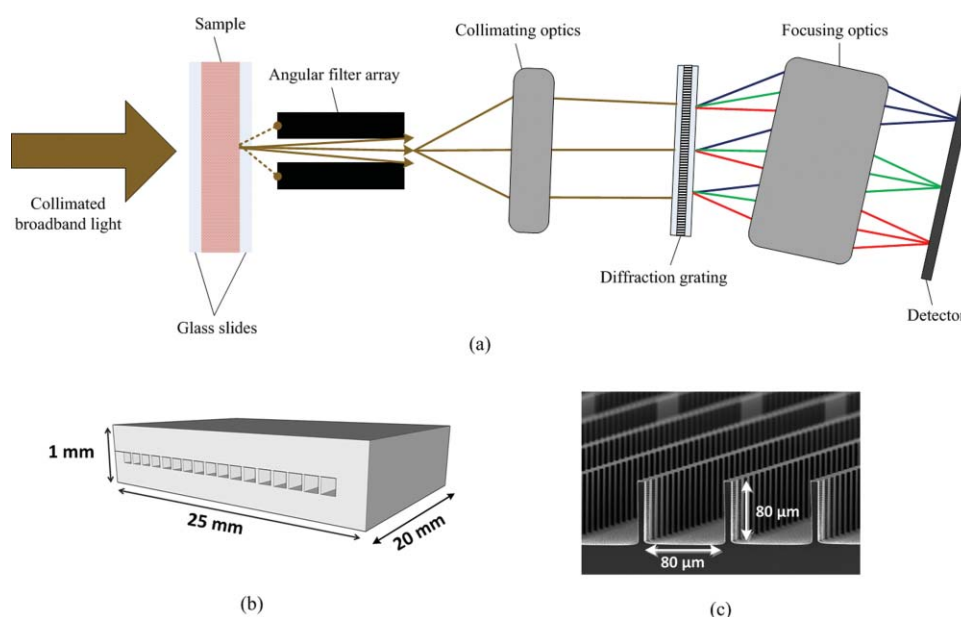 Sample
Angular filter array
Collimating optics
Focusing optics
Collimated
broadband light
Glass slides
Diffraction grating
Detector
(a)
1 mm
25 mm
20 mm
80 µm
80 µm
(b)
(c)